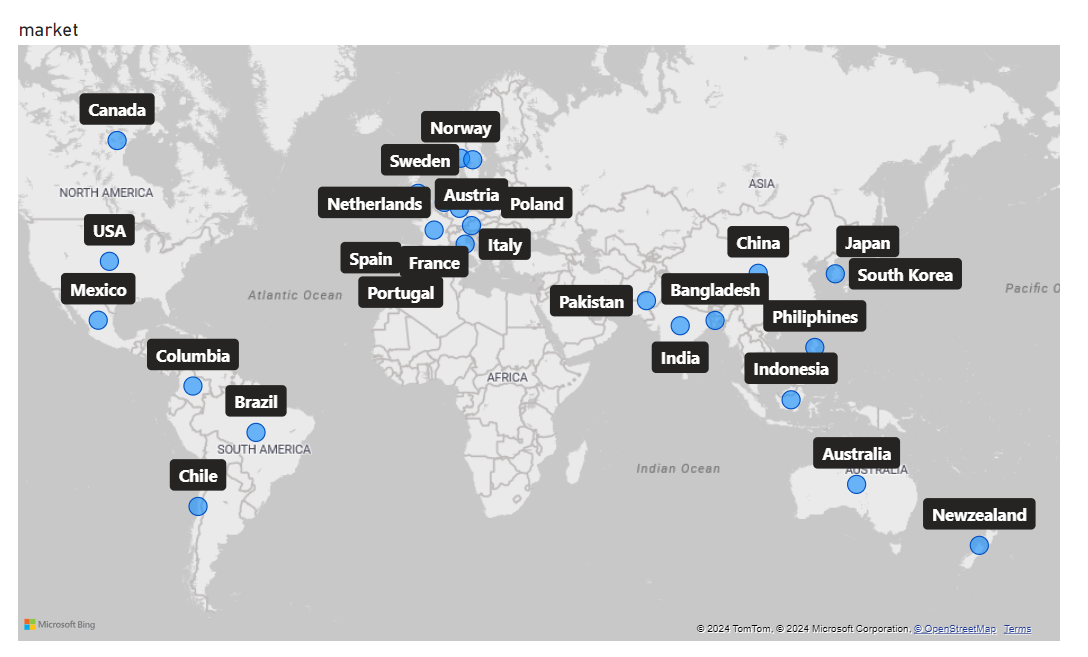 market
Canada
Norway
Sweden
ASIA
NORTH AMERICA
Netherlands
Austria
Poland
USA
Spain
France
Italy
China
Japan
South Korea
Mexico
Atlantic Ocean
Portugal
Pakistan
Bangladesh
Pacific O
Philiphines
Columbia
India
Indonesia
AFRICA
Brazil
SOUTH AMERICA
Chile
Indian Ocean
Australia
AUSTRALIA
Newzealand
Microsoft Bing
© 2024 TomTom, © 2024 Microsoft Corporation, © OpenStreetMap Terms